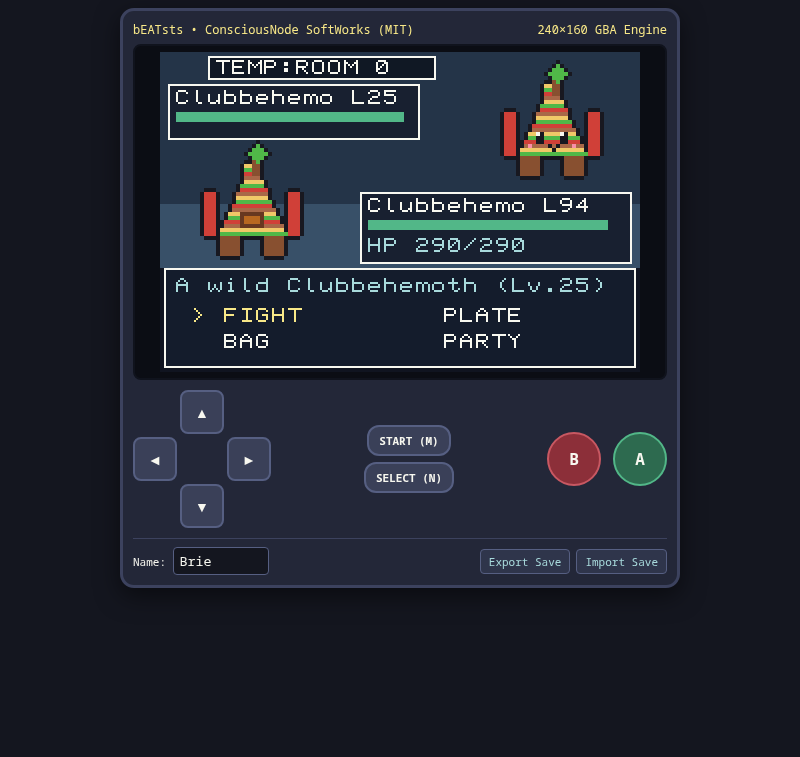 bEATsts • ConsciousNode SoftWorks (MIT)
240×160 GBA Engine
TEMP:ROOM 0
Clubbehemo L25
Clubbehemo L94
HP 290/290
A wild Clubbehemoth (Lv.25)
> FIGHT PLATE
BAG PARTY
▲
◀ ▶
▼
START (M)
SELECT (N)
B A
Name: Brie
Export Save Import Save